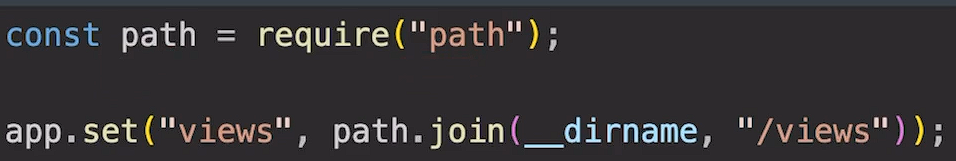 const path = require("path");
app.set("views", path.join(__dirname, "/views"));